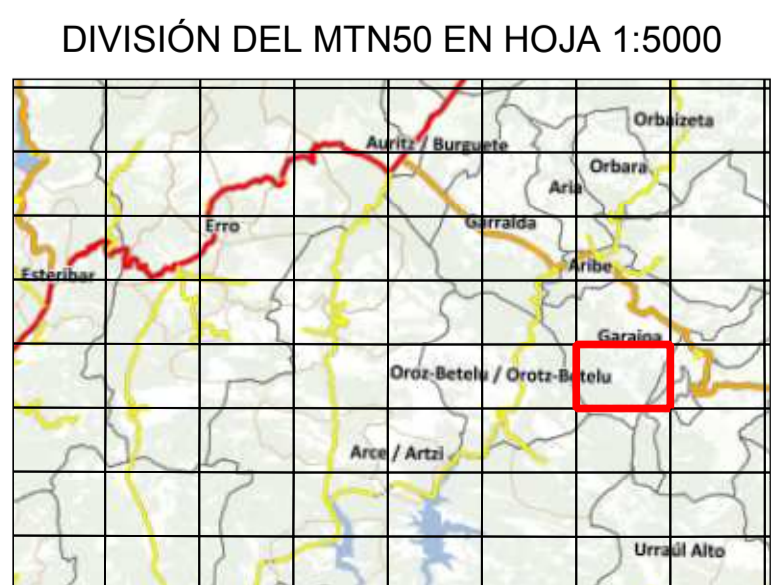 DIVISIÓN DEL MTN50 EN HOJA 1:5000
Orbaizeta
Auritz / Burguete
Orbara
Aria
Erro
Garralda
Aribe
Esteribar
Garaioa
Oroz-Betelu / Orotz-Betelu
Arce / Artzi
Urraúl Alto